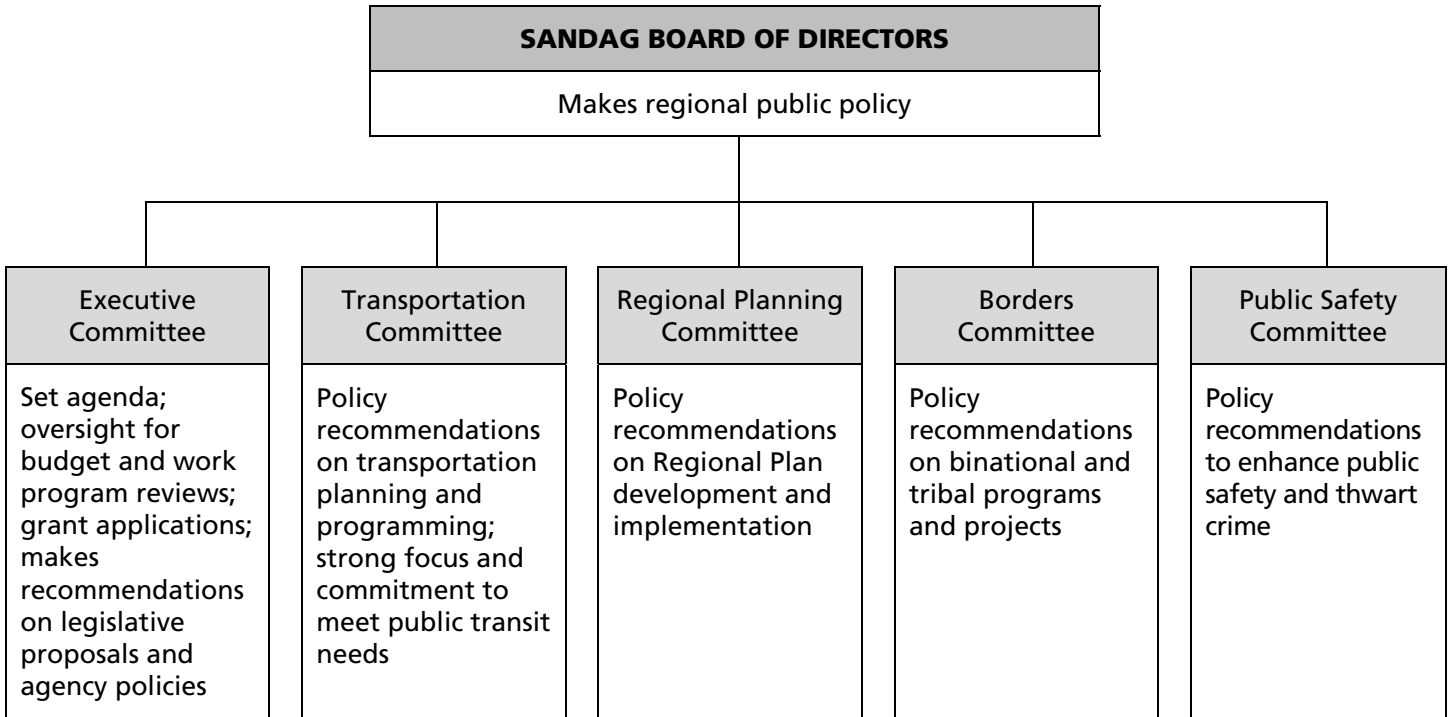 SANDAG BOARD OF DIRECTORS
Makes regional public policy
Executive
Committee
Set agenda;
oversight for
budget and work
program reviews;
grant applications;
makes
recommendations
on legislative
proposals and
agency policies
Transportation
Committee
Policy
recommendations
on transportation
planning and
programming;
strong focus and
commitment to
meet public transit
needs
Regional Planning
Committee
Policy
recommendations
on Regional Plan
development and
implementation
Borders
Committee
Policy
recommendations
on binational and
tribal programs
and projects
Public Safety
Committee
Policy
recommendations
to enhance public
safety and thwart
crime